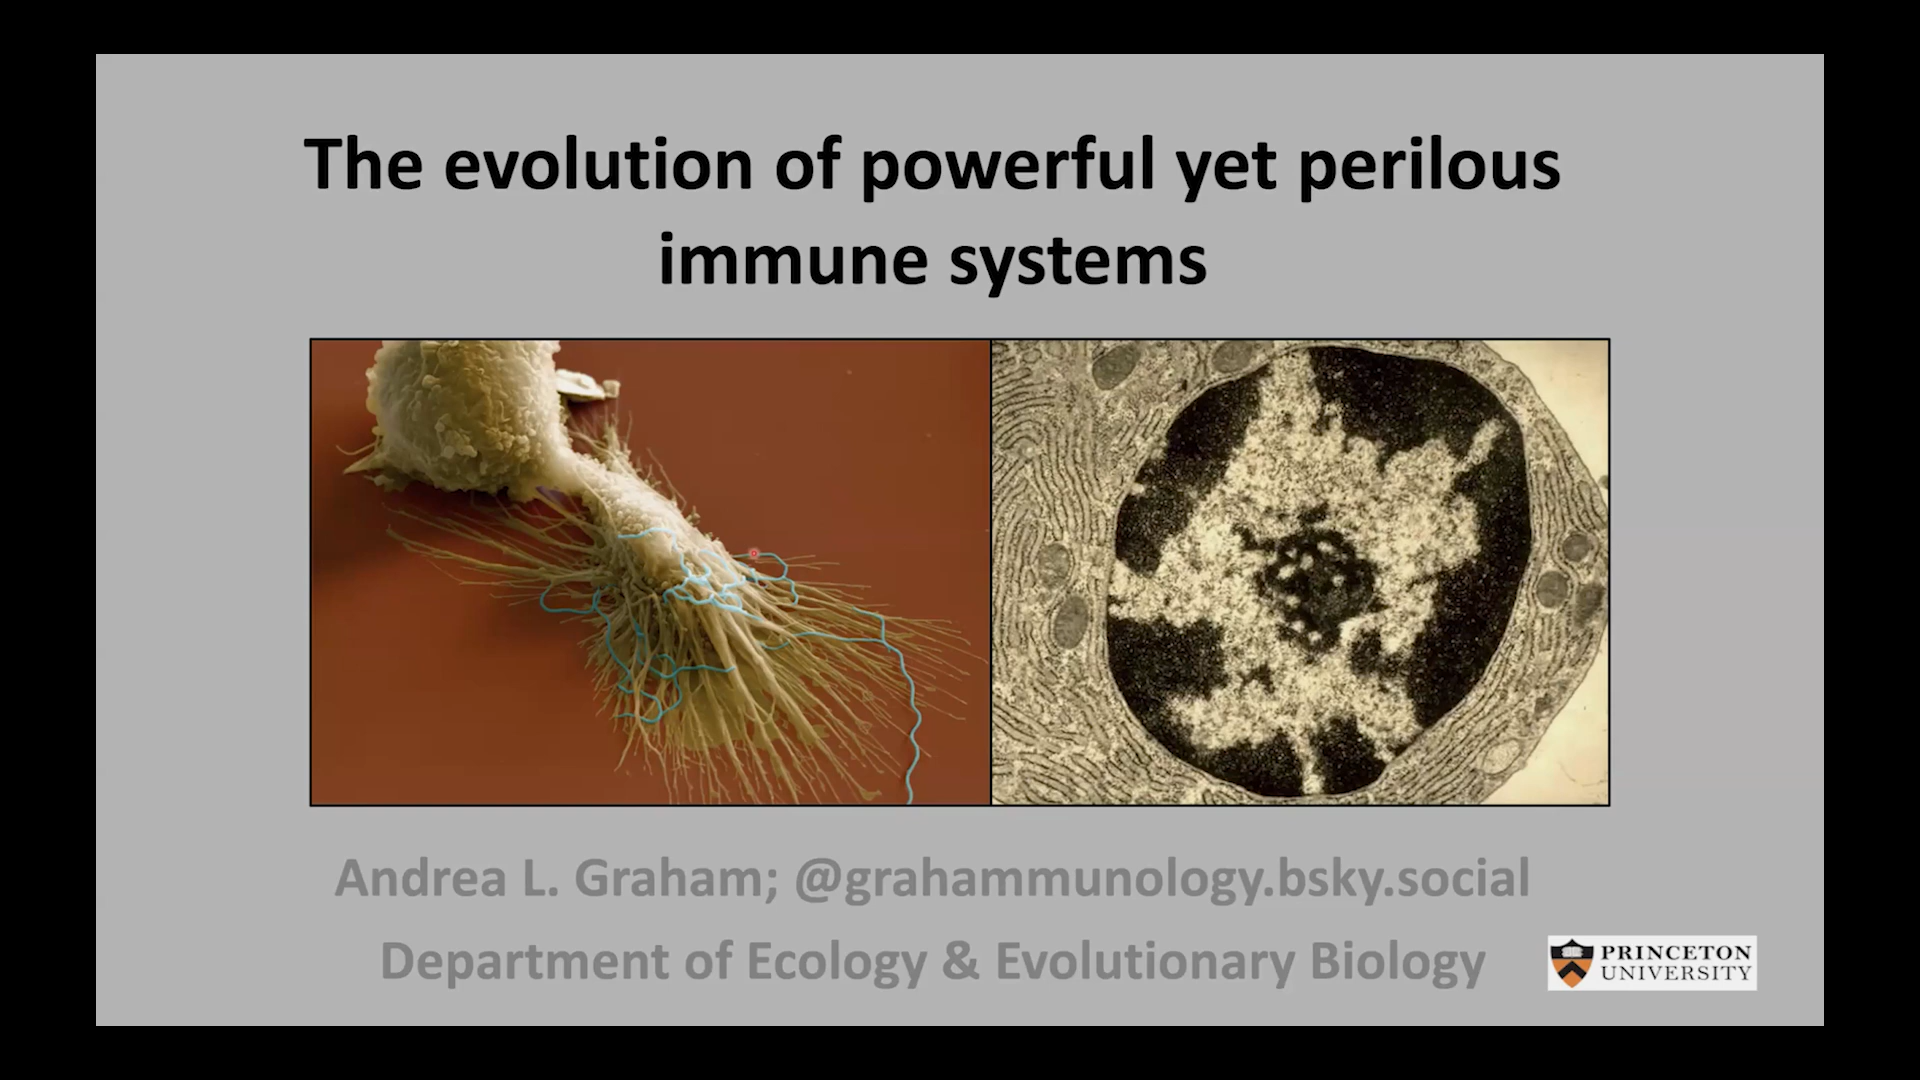 The evolution of powerful yet perilous
immune systems
Andrea L. Graham; @grahammunology.bsky.social
Department of Ecology & Evolutionary Biology
PRINCETON
UNIVERSITY